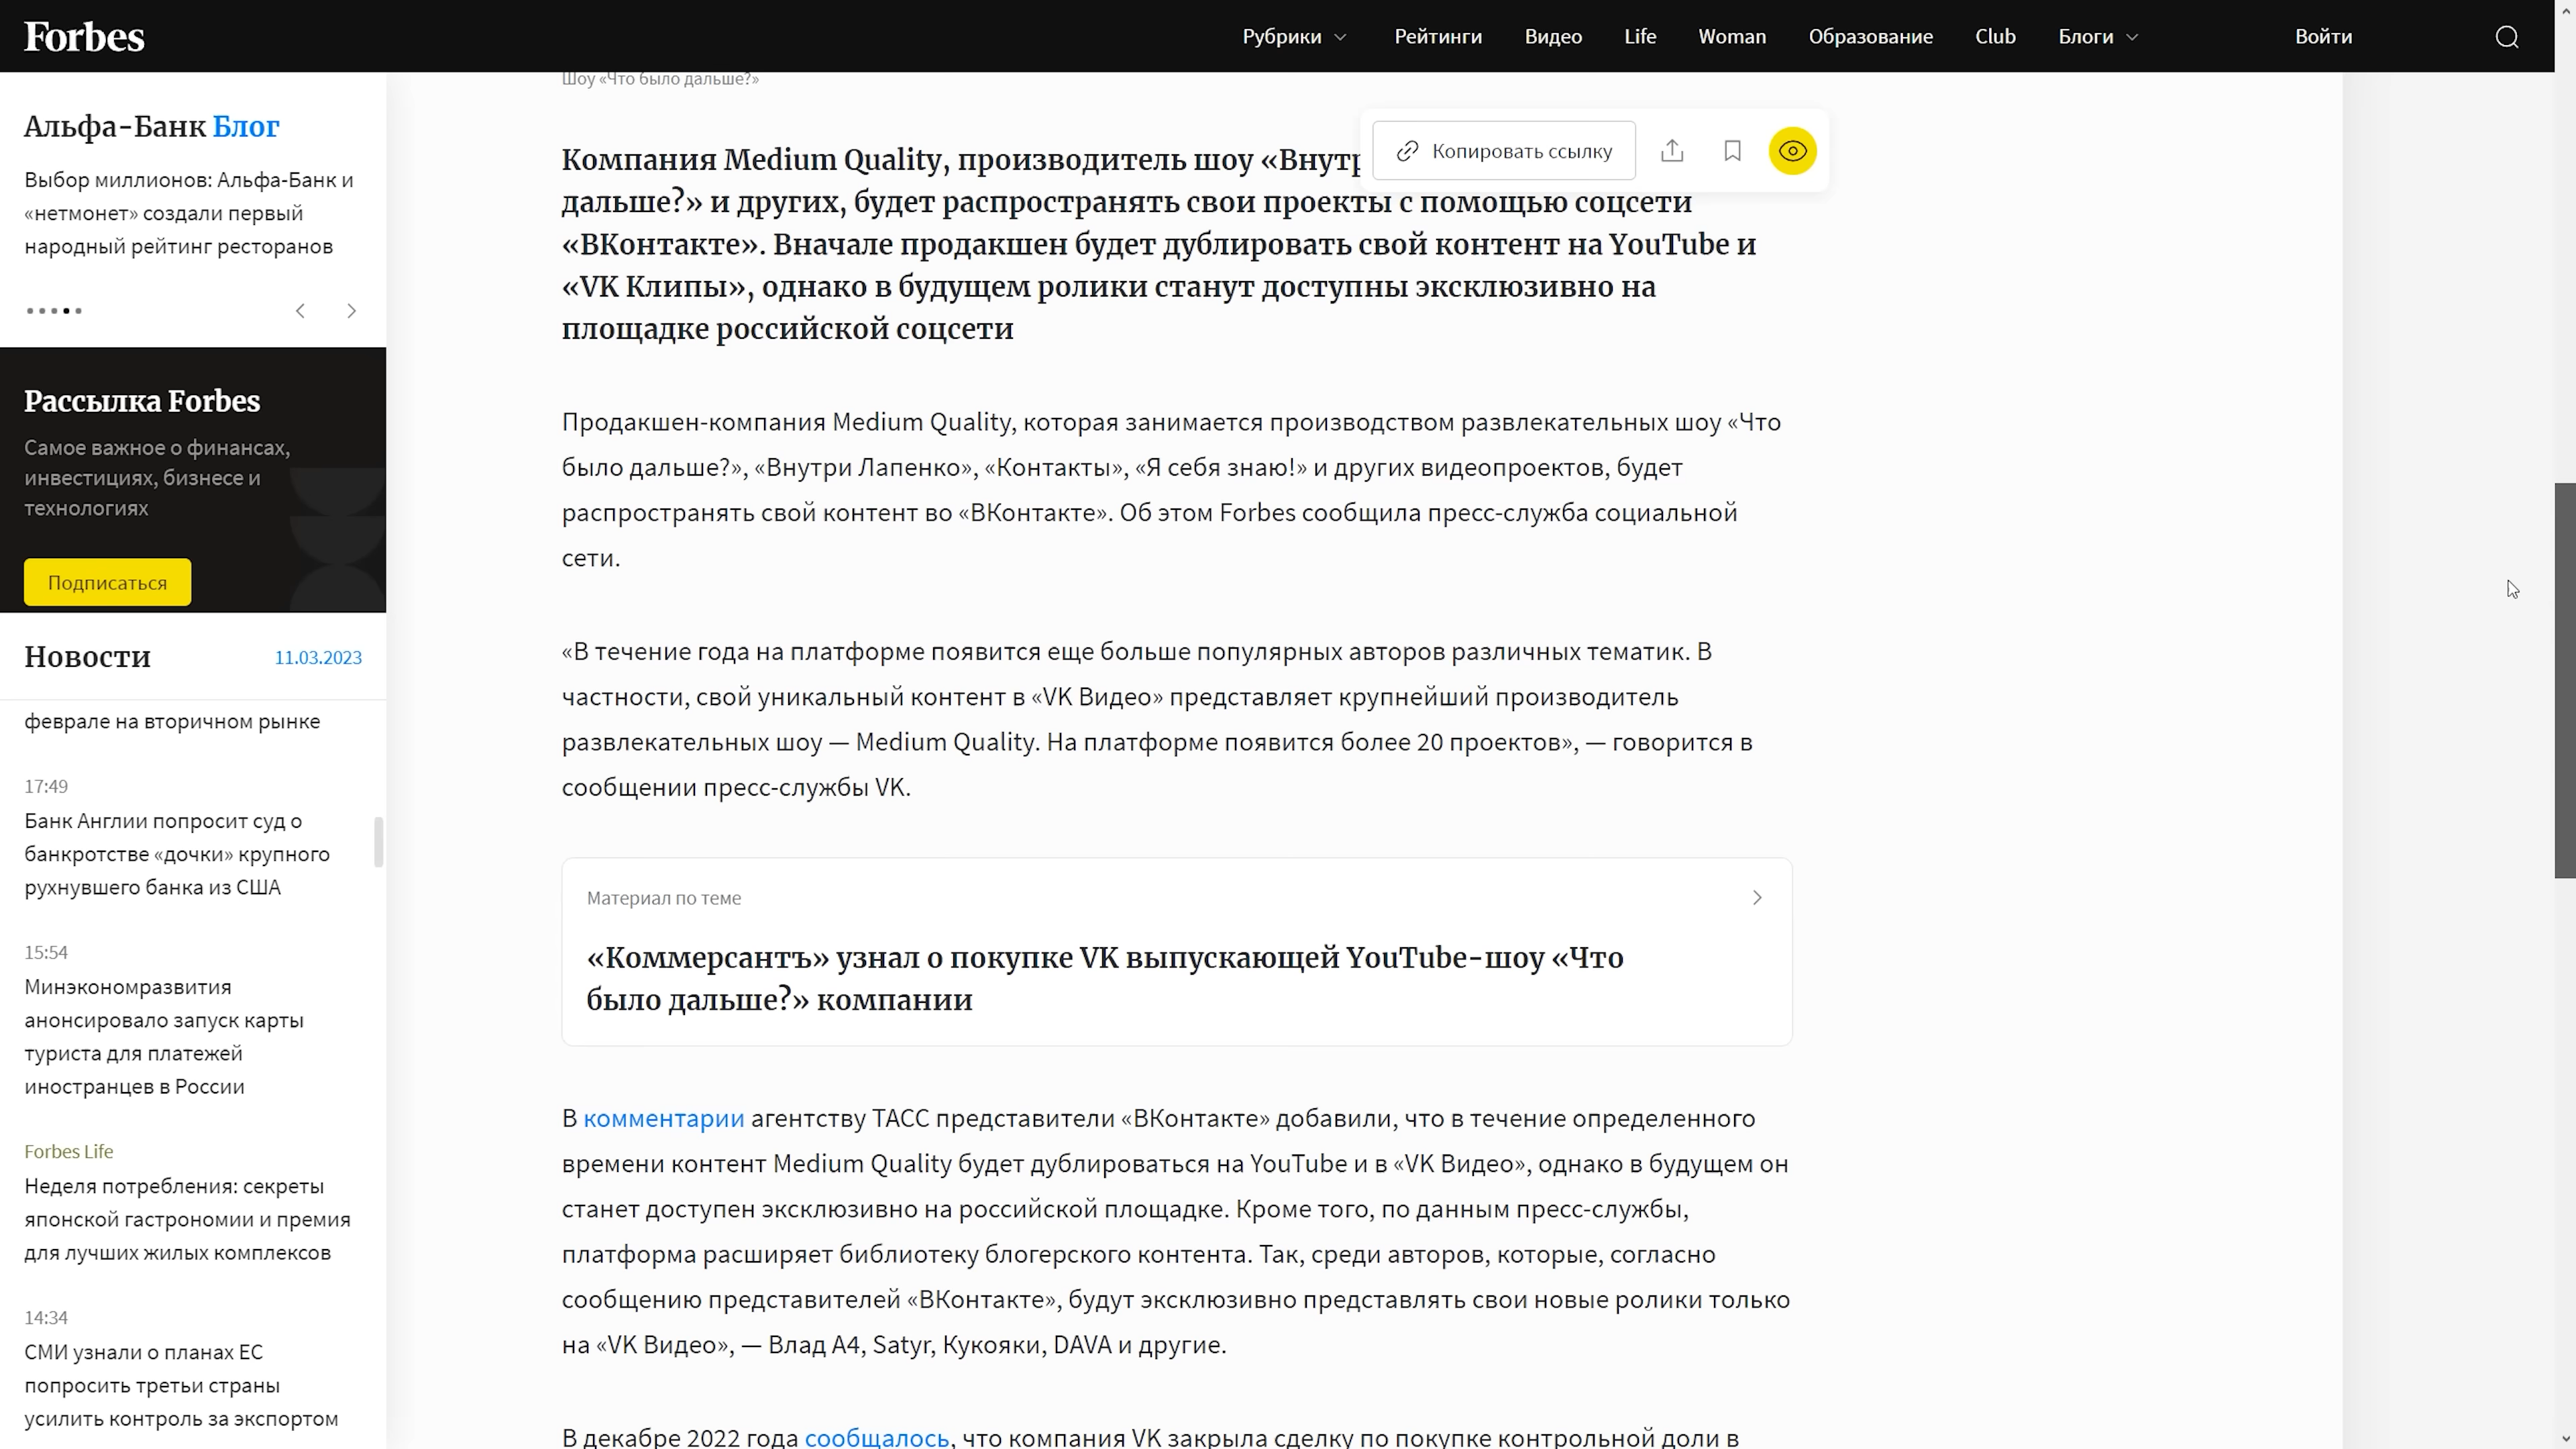 Forbes
Рубрики
Рейтинги
Видео
Life
Woman
Образование
Club
Блоги
Войти
Альфа-Банк Блог
Выбор миллионов: Альфа-Банк и
«нетмонет» создали первый
народный рейтинг ресторанов
Рассылка Forbes
Самое важное о финансах,
инвестициях, бизнесе и
технологиях
Подписаться
Новости
11.03.2023
феврале на вторичном рынке
17:49
Банк Англии попросит суд о
банкротстве «дочки» крупного
рухнувшего банка из США
15:54
Минэкономразвития
анонсировало запуск карты
туриста для платежей
иностранцев в России
Forbes Life
Неделя потребления: секреты
японской гастрономии и премия
для лучших жилых комплексов
14:34
СМИ узнали о планах ЕС
попросить третьи страны
усилить контроль за экспортом
Шоу «Что было дальше?»
Копировать ссылку
Компания Medium Quality, производитель шоу «Внутр
дальше?» и других, будет распространять свои проекты с помощью соцсети
«ВКонтакте». Вначале продакшен будет дублировать свой контент на YouTube и
«VK Клипы», однако в будущем ролики станут доступны эксклюзивно на
площадке российской соцсети
Продакшен-компания Medium Quality, которая занимается производством развлекательных шоу «Что
было дальше?», «Внутри Лапенко», «Контакты», «Я себя знаю!» и других видеопроектов, будет
распространять свой контент во «ВКонтакте». Об этом Forbes сообщила пресс-служба социальной
сети.
«В течение года на платформе появится еще больше популярных авторов различных тематик. В
частности, свой уникальный контент в «VK Видео» представляет крупнейший производитель
развлекательных шоу — Medium Quality. На платформе появится более 20 проектов», — говорится в
сообщении пресс-службы VK.
Материал по теме
«Коммерсантъ» узнал о покупке VK выпускающей YouTube-шоу «Что
было дальше?» компании
В комментарии агентству ТАСС представители «ВКонтакте» добавили, что в течение определенного
времени контент Medium Quality будет дублироваться на YouTube и в «VK Видео», однако в будущем он
станет доступен эксклюзивно на российской площадке. Кроме того, по данным пресс-службы,
платформа расширяет библиотеку блогерского контента. Так, среди авторов, которые, согласно
сообщению представителей «ВКонтакте», будут эксклюзивно представлять свои новые ролики только
на «VK Видео», — Влад А4, Satyr, Кукояки, DAVA и другие.
В декабре 2022 года сообщалось, что компания VK закрыла сделку по покупке контрольной доли в